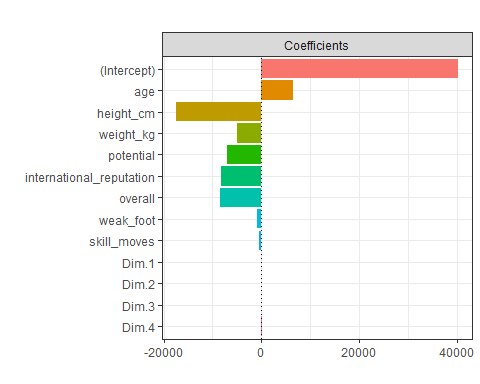 Coefficients
(Intercept)
age
height_cm
weight_kg
potential
international_reputation
overall
weak_foot
skill_moves
Dim.1
Dim.2
Dim.3
Dim.4
-20000 0 20000 40000